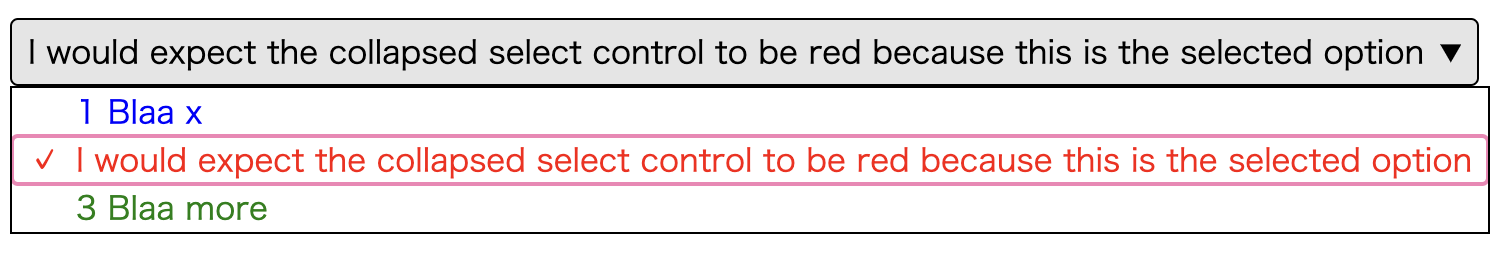 I would expect the collapsed select control to be red because this is the selected option ▼
1 Blaa x
✓ I would expect the collapsed select control to be red because this is the selected option
3 Blaa more